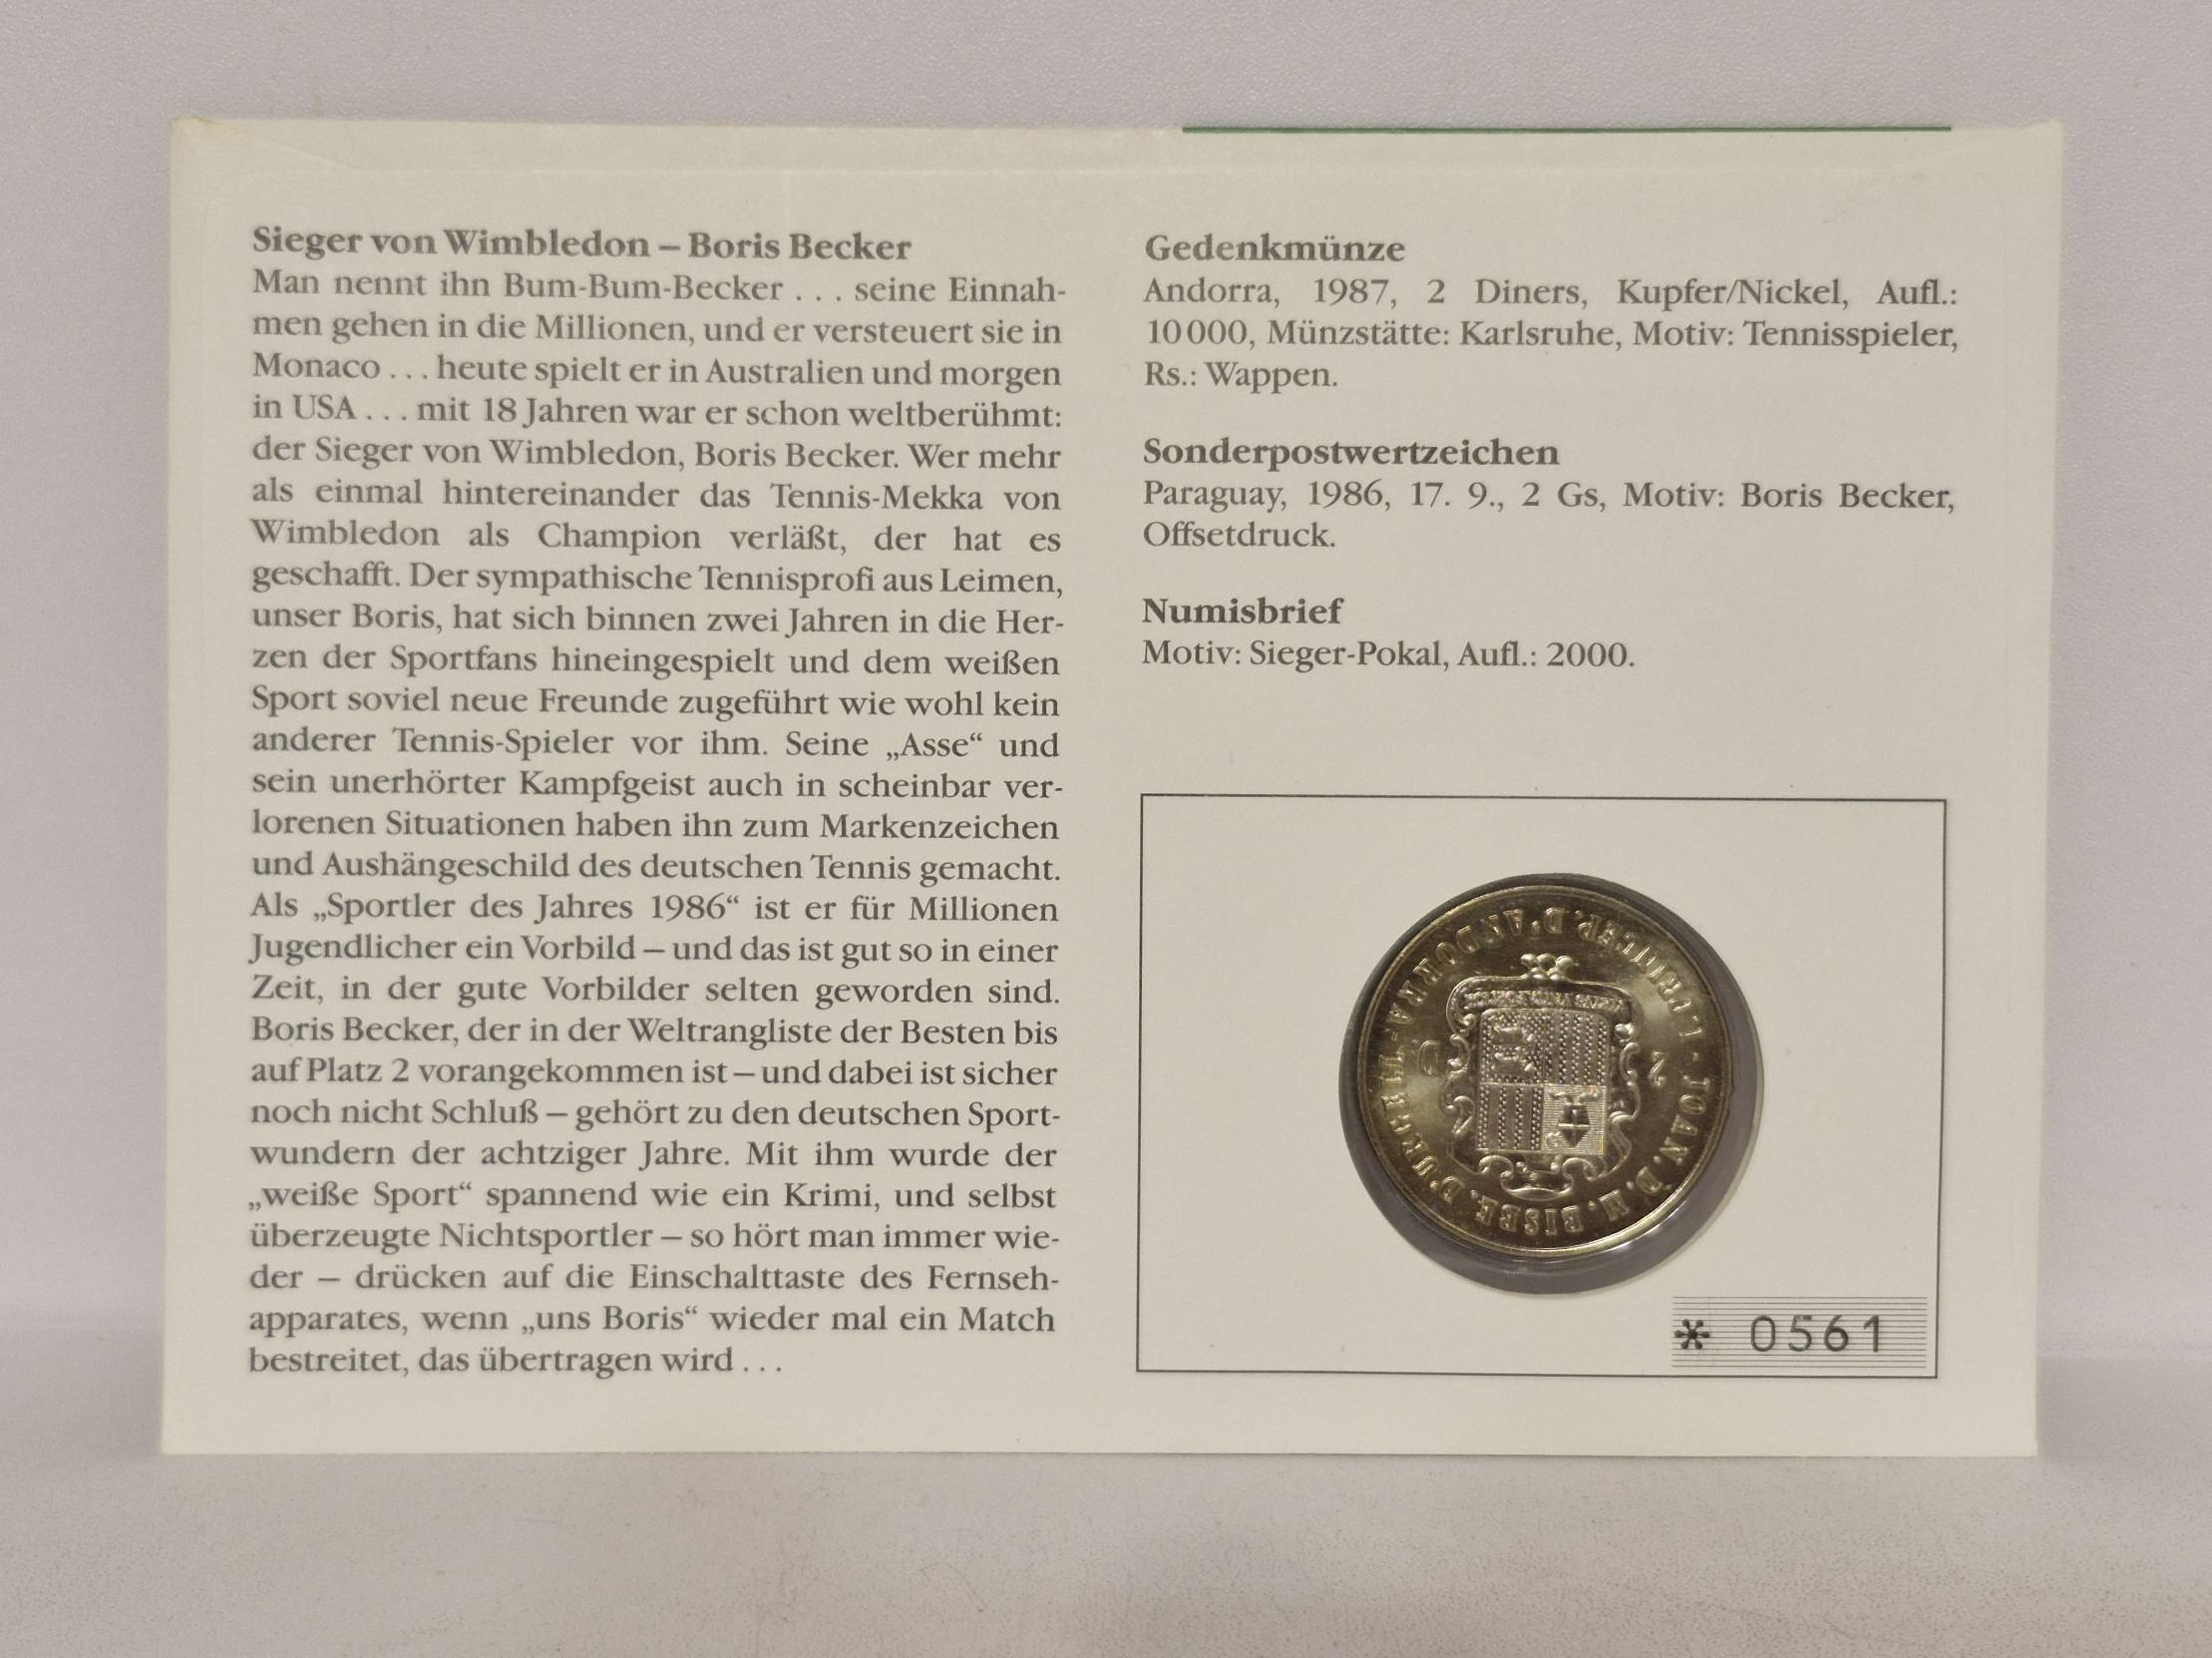 Sieger von Wimbledon – Boris Becker
Man nennt ihn Bum-Bum-Becker . . . seine Einnah-
men gehen in die Millionen, und er versteuert sie in
Monaco . . . heute spielt er in Australien und morgen
in USA . . . mit 18 Jahren war er schon weltberühmt:
der Sieger von Wimbledon, Boris Becker. Wer mehr
als einmal hintereinander das Tennis-Mekka von
Wimbledon als Champion verläßt, der hat es
geschafft. Der sympathische Tennisprofi aus Leimen,
unser Boris, hat sich binnen zwei Jahren in die Her-
zen der Sportfans hineingespielt und dem weißen
Sport soviel neue Freunde zugeführt wie wohl kein
anderer Tennis-Spieler vor ihm. Seine „Asse“ und
sein unerhörter Kampfgeist auch in scheinbar ver-
lorenen Situationen haben ihn zum Markenzeichen
und Aushängeschild des deutschen Tennis gemacht.
Als „Sportler des Jahres 1986“ ist er für Millionen
Jugendlicher ein Vorbild – und das ist gut so in einer
Zeit, in der gute Vorbilder selten geworden sind.
Boris Becker, der in der Weltrangliste der Besten bis
auf Platz 2 vorangekommen ist – und dabei ist sicher
noch nicht Schluß – gehört zu den deutschen Sport-
wundern der achtziger Jahre. Mit ihm wurde der
„weiße Sport“ spannend wie ein Krimi, und selbst
überzeugte Nichtsportler – so hört man immer wie-
der – drücken auf die Einschalttaste des Fernseh-
apparates, wenn „uns Boris“ wieder mal ein Match
bestreitet, das übertragen wird . . .
Gedenkmünze
Andorra, 1987, 2 Diners, Kupfer/Nickel, Aufl.:
10 000, Münzstätte: Karlsruhe, Motiv: Tennisspieler,
Rs.: Wappen.
Sonderpostwertzeichen
Paraguay, 1986, 17. 9., 2 Gs, Motiv: Boris Becker,
Offsetdruck.
Numisbrief
Motiv: Sieger-Pokal, Aufl.: 2000.
JOAN. D. M. BISBE. D'URGELL I PRINCEP. D'ANDORRA
2 D
* 0561